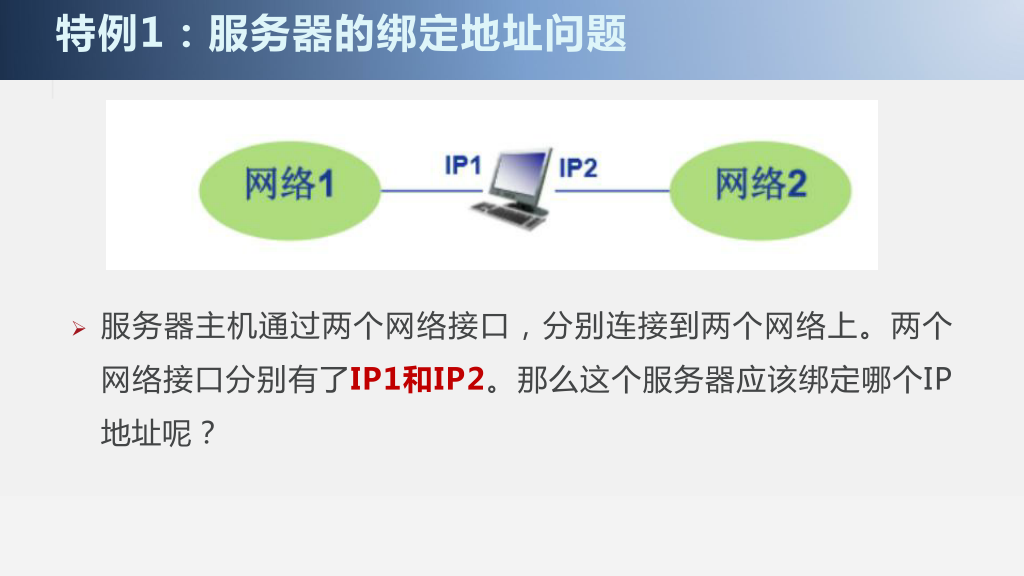 特例1：服务器的绑定地址问题
网络1
IP1
IP2
网络2
服务器主机通过两个网络接口，分别连接到两个网络上。两个
网络接口分别有了IP1和IP2。那么这个服务器应该绑定哪个IP
地址呢？